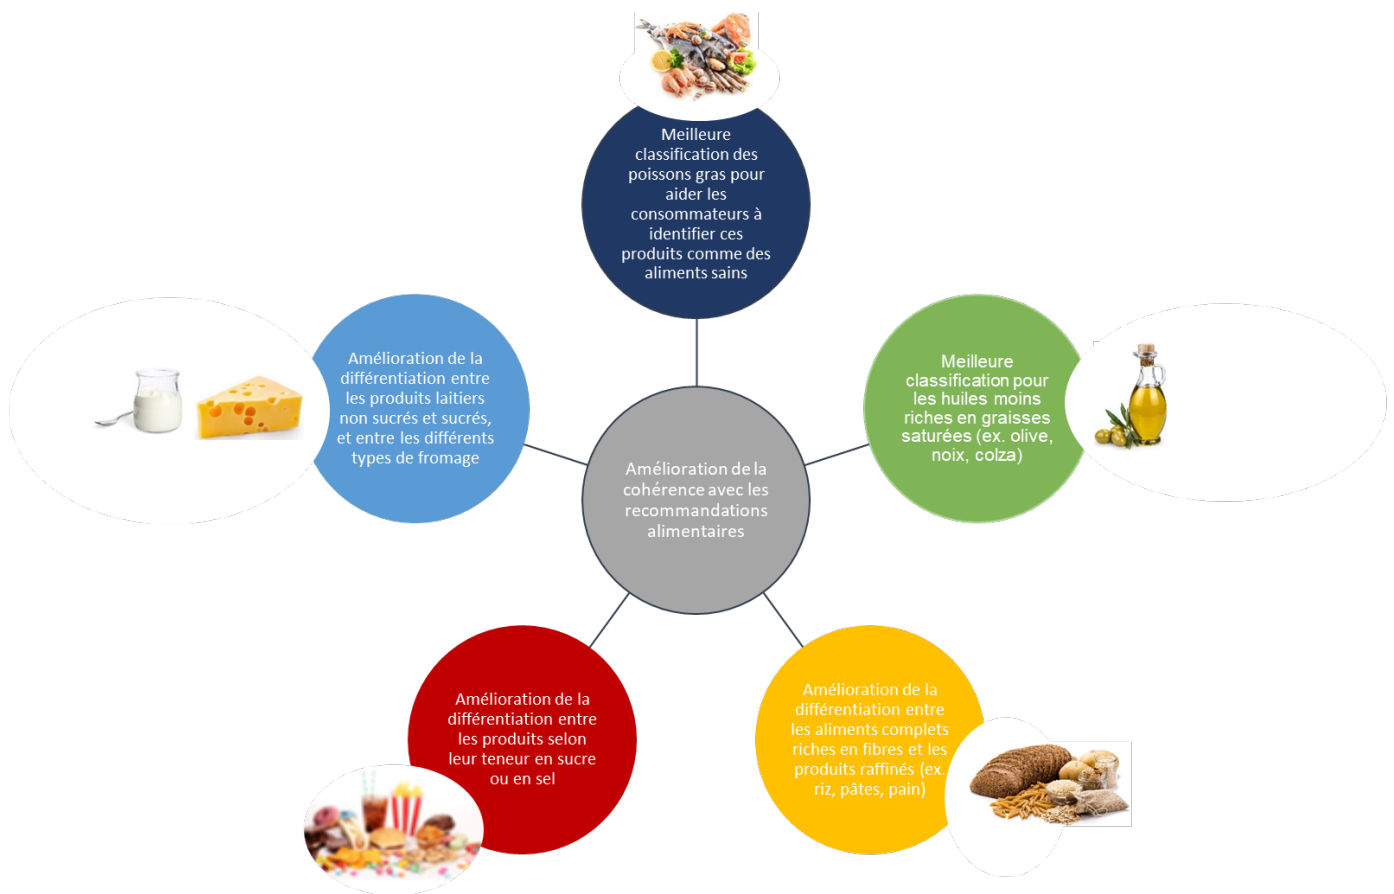 Meilleure
classification des
poissons gras pour
aider les
consommateurs à
identifier ces
produits comme des
aliments sains
Amélioration de la
différentiation entre
les produits laitiers
non sucrés et sucrés,
et entre les différents
types de fromage
Meilleure
classification pour
les huiles moins
riches en graisses
saturées (ex. olive,
noix, colza)
Amélioration de la
cohérence avec les
recommandations
alimentaires
Amélioration de la
différentiation entre
les produits selon
leur teneur en sucre
ou en sel
Amélioration de la
différentiation entre
les aliments complets
riches en fibres et les
produits raffinés (ex.
riz, pâtes, pain)